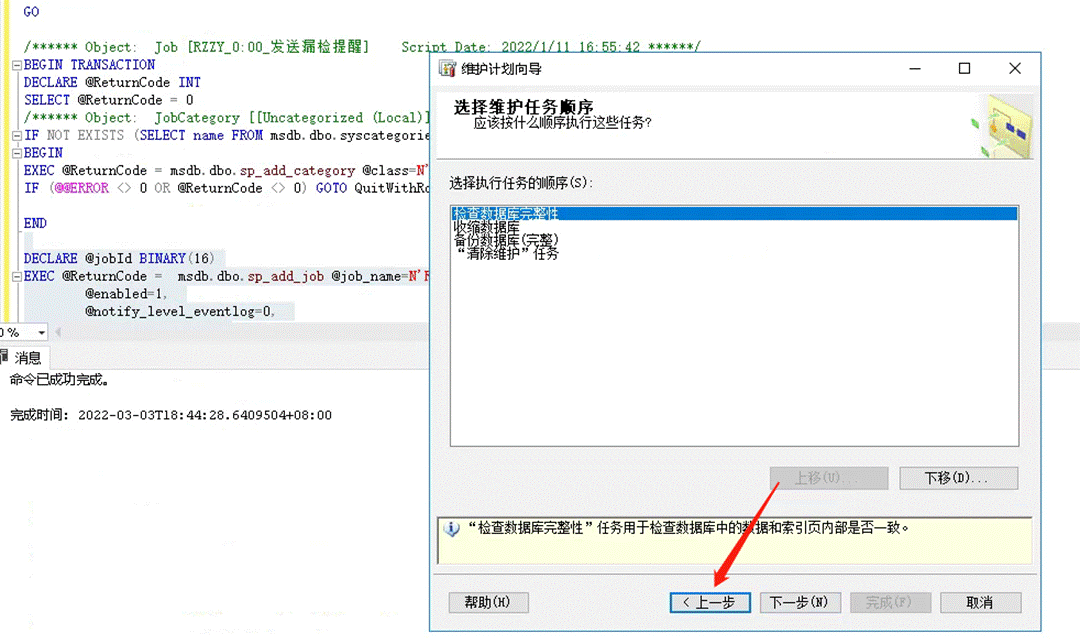 GO
/****** Object:  Job [RZZY_0:00_发送漏检提醒]    Script Date: 2022/1/11 16:55:42 ******/
BEGIN TRANSACTION
DECLARE @ReturnCode INT
SELECT @ReturnCode = 0
/****** Object:  JobCategory [[Uncategorized (Local)]
IF NOT EXISTS (SELECT name FROM msdb.dbo.syscategorie
BEGIN
EXEC @ReturnCode = msdb.dbo.sp_add_category @class=N'
IF (@@ERROR <> 0 OR @ReturnCode <> 0) GOTO QuitWithRo
END
DECLARE @jobId BINARY(16)
EXEC @ReturnCode =  msdb.dbo.sp_add_job @job_name=N'R
@enabled=1,
@notify_level_eventlog=0,
0 %
消息
命令已成功完成。
完成时间: 2022-03-03T18:44:28.6409504+08:00
维护计划向导
选择维护任务顺序
应该按什么顺序执行这些任务?
选择执行任务的顺序(S):
检查数据库完整性
收缩数据库
备份数据库(完整)
“清除维护”任务
上移(U)...
下移(D)...
“检查数据库完整性”任务用于检查数据库中的数据和索引页内部是否一致。
帮助(H)
< 上一步
下一步(N)
完成(F)
取消